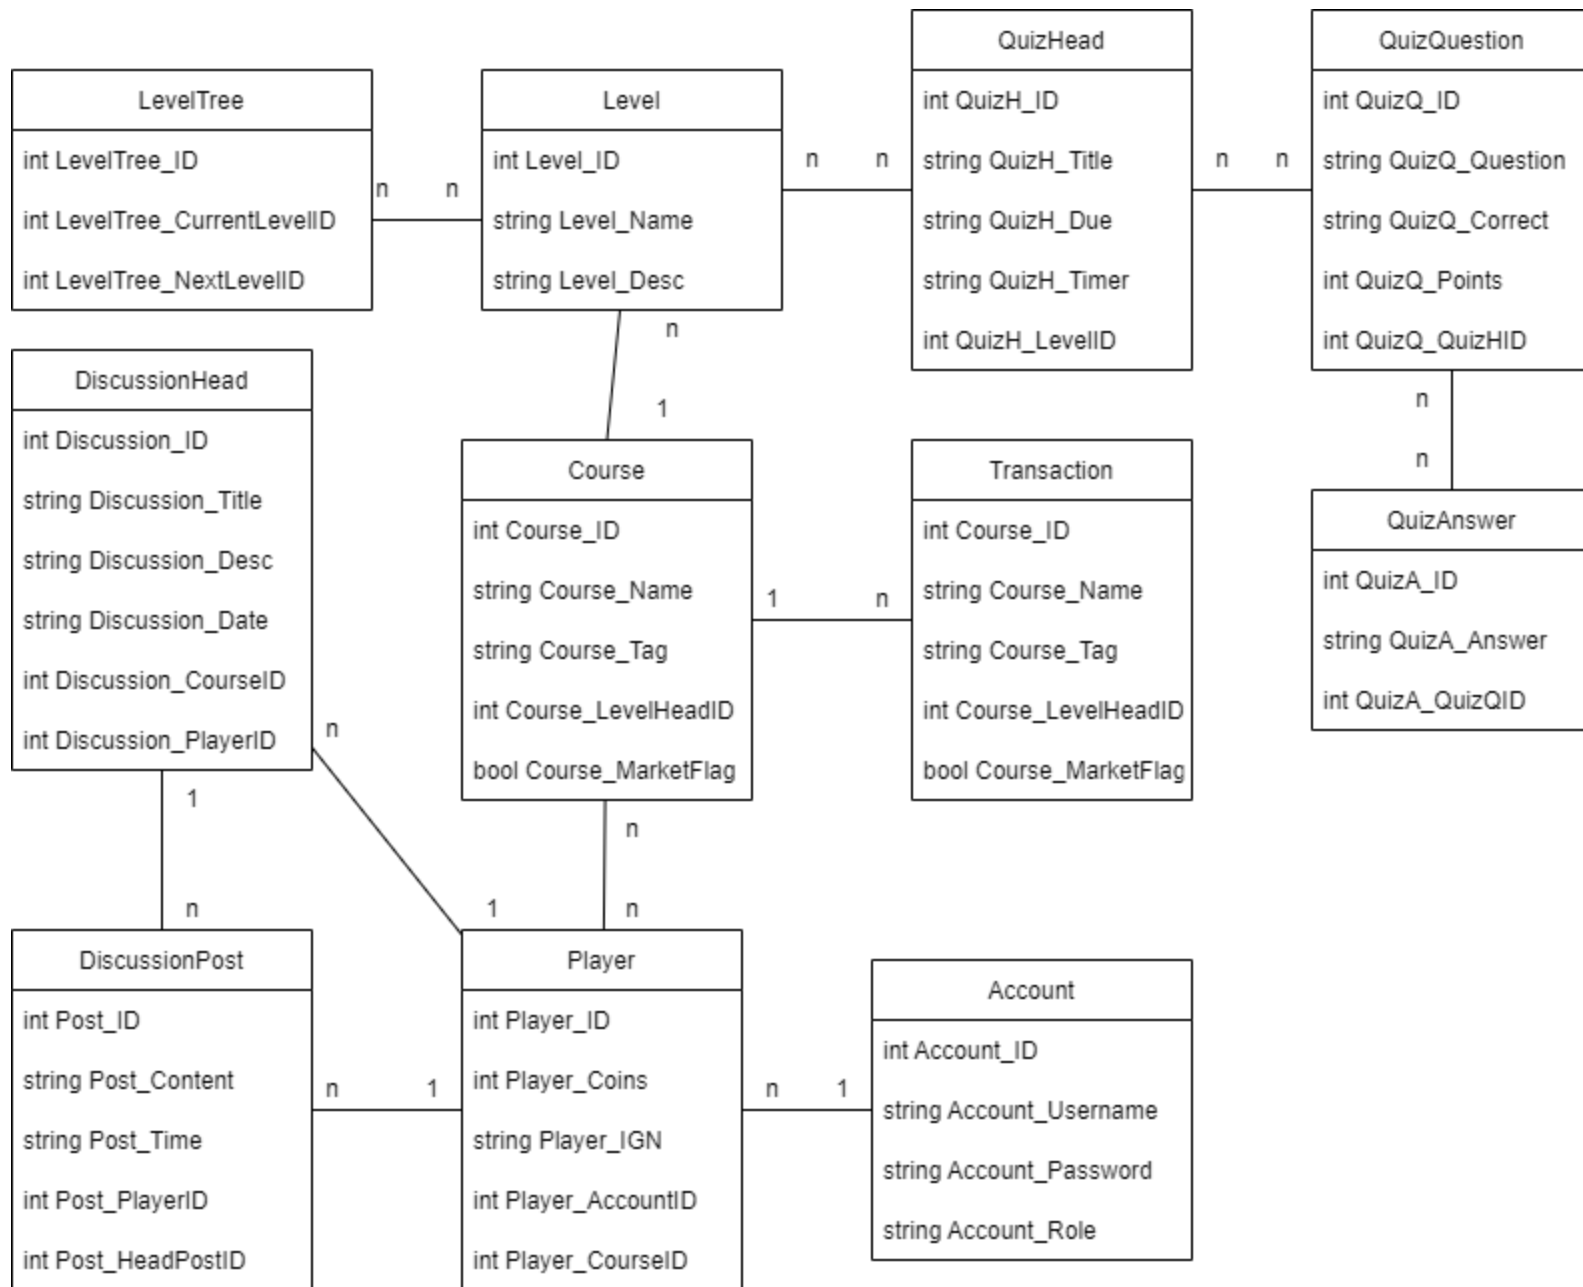 LevelTree
int LevelTree_ID
int LevelTree_CurrentLevelID
int LevelTree_NextLevelID
n
n
Level
int Level_ID
string Level_Name
string Level_Desc
n
n
QuizHead
int QuizH_ID
string QuizH_Title
string QuizH_Due
string QuizH_Timer
int QuizH_LevelID
n
n
QuizQuestion
int QuizQ_ID
string QuizQ_Question
string QuizQ_Correct
int QuizQ_Points
int QuizQ_QuizHID
n
1
n
n
DiscussionHead
int Discussion_ID
string Discussion_Title
string Discussion_Desc
string Discussion_Date
int Discussion_CourseID
int Discussion_PlayerID
n
1
1
n
Course
int Course_ID
string Course_Name
string Course_Tag
int Course_LevelHeadID
bool Course_MarketFlag
1
n
Transaction
int Course_ID
string Course_Name
string Course_Tag
int Course_LevelHeadID
bool Course_MarketFlag
QuizAnswer
int QuizA_ID
string QuizA_Answer
int QuizA_QuizQID
n
n
DiscussionPost
int Post_ID
string Post_Content
string Post_Time
int Post_PlayerID
int Post_HeadPostID
n
1
Player
int Player_ID
int Player_Coins
string Player_IGN
int Player_AccountID
int Player_CourseID
n
1
Account
int Account_ID
string Account_Username
string Account_Password
string Account_Role